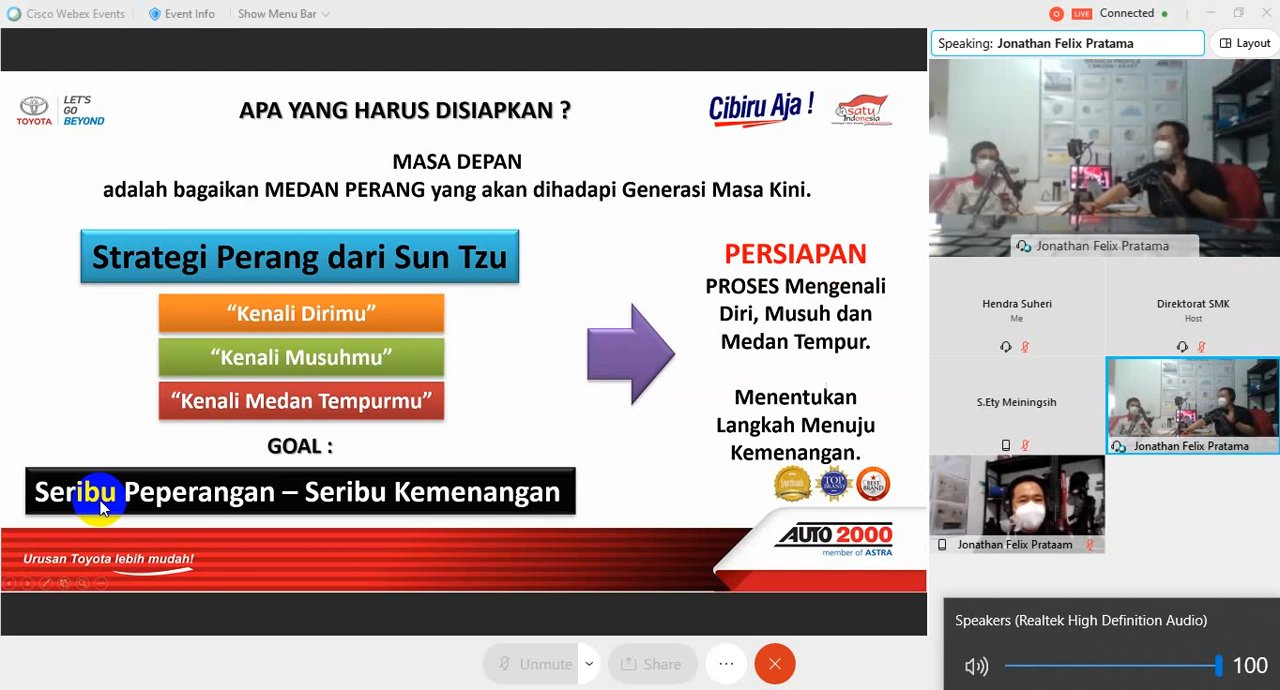 Cisco Webex Events
Event Info
Show Menu Bar
LIVE
Connected
Speaking: Jonathan Felix Pratama
Layout
TOYOTA
LET'S
GO
BEYOND
APA YANG HARUS DISIAPKAN ?
Cibiru Aja !
satu
Indonesia
MASA DEPAN
adalah bagaikan MEDAN PERANG yang akan dihadapi Generasi Masa Kini.
Strategi Perang dari Sun Tzu
“Kenali Dirimu”
“Kenali Musuhmu”
“Kenali Medan Tempurmu”
GOAL :
Seribu Peperangan – Seribu Kemenangan
PERSIAPAN
PROSES Mengenali
Diri, Musuh dan
Medan Tempur.
Menentukan
Langkah Menuju
Kemenangan.
Superbrands
TOP
BRAND
BEST
BRAND
Urusan Toyota lebih mudah!
AUTO 2000
member of ASTRA
Jonathan Felix Pratama
Hendra Suheri
Me
Direktorat SMK
Host
S.Ety Meiningsih
Jonathan Felix Pratama
Jonathan Felix Prataam
Unmute
Share
Speakers (Realtek High Definition Audio)
100